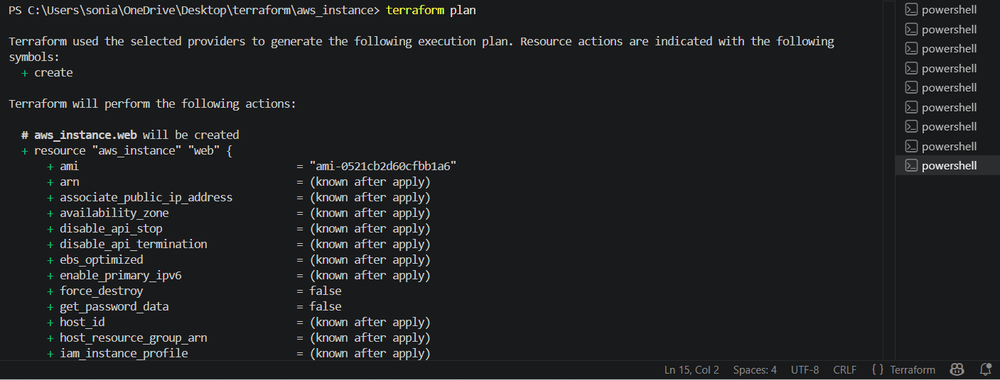 PS C:\Users\sonia\OneDrive\Desktop\terraform\aws_instance> terraform plan
Terraform used the selected providers to generate the following execution plan. Resource actions are indicated with the following
symbols:
+ create
Terraform will perform the following actions:
# aws_instance.web will be created
+ resource "aws_instance" "web" {
+ ami = "ami-0521cb2d60cfbb1a6"
+ arn = (known after apply)
+ associate_public_ip_address = (known after apply)
+ availability_zone = (known after apply)
+ disable_api_stop = (known after apply)
+ disable_api_termination = (known after apply)
+ ebs_optimized = (known after apply)
+ enable_primary_ipv6 = (known after apply)
+ force_destroy = false
+ get_password_data = false
+ host_id = (known after apply)
+ host_resource_group_arn = (known after apply)
+ iam_instance_profile = (known after apply)
powershell
powershell
powershell
powershell
powershell
powershell
powershell
powershell
powershell
Ln 15, Col 2 Spaces: 4 UTF-8 CRLF { } Terraform